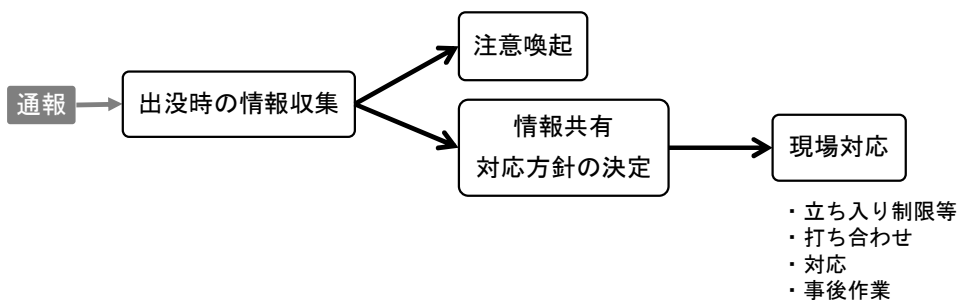 通報
出没時の情報収集
注意喚起
情報共有
対応方針の決定
現場対応
・立ち入り制限等
・打ち合わせ
・対応
・事後作業